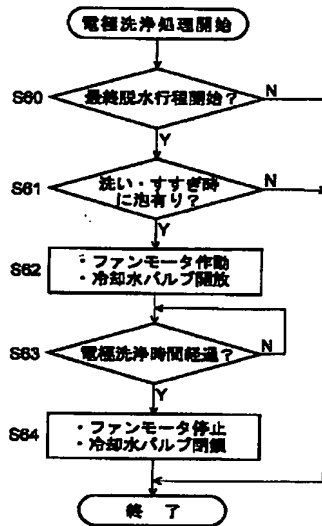 電極洗浄処理開始
S60
最終脱水行程開始？
N
Y
S61
洗い・すすぎ時
に泡有り？
N
Y
S62
・ファンモータ作動
・冷却水バルブ開放
S63
電極洗浄時間経過？
N
Y
S64
・ファンモータ停止
・冷却水バルブ閉鎖
終了